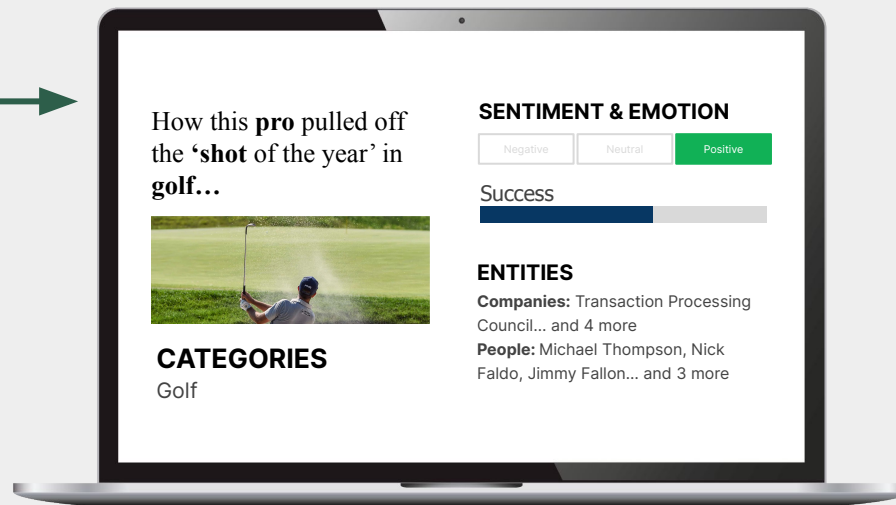 How this pro pulled off
the ‘shot of the year’ in
golf…
CATEGORIES
Golf
SENTIMENT & EMOTION
Negative
Neutral
Positive
Success
ENTITIES
Companies: Transaction Processing
Council... and 4 more
People: Michael Thompson, Nick
Faldo, Jimmy Fallon... and 3 more